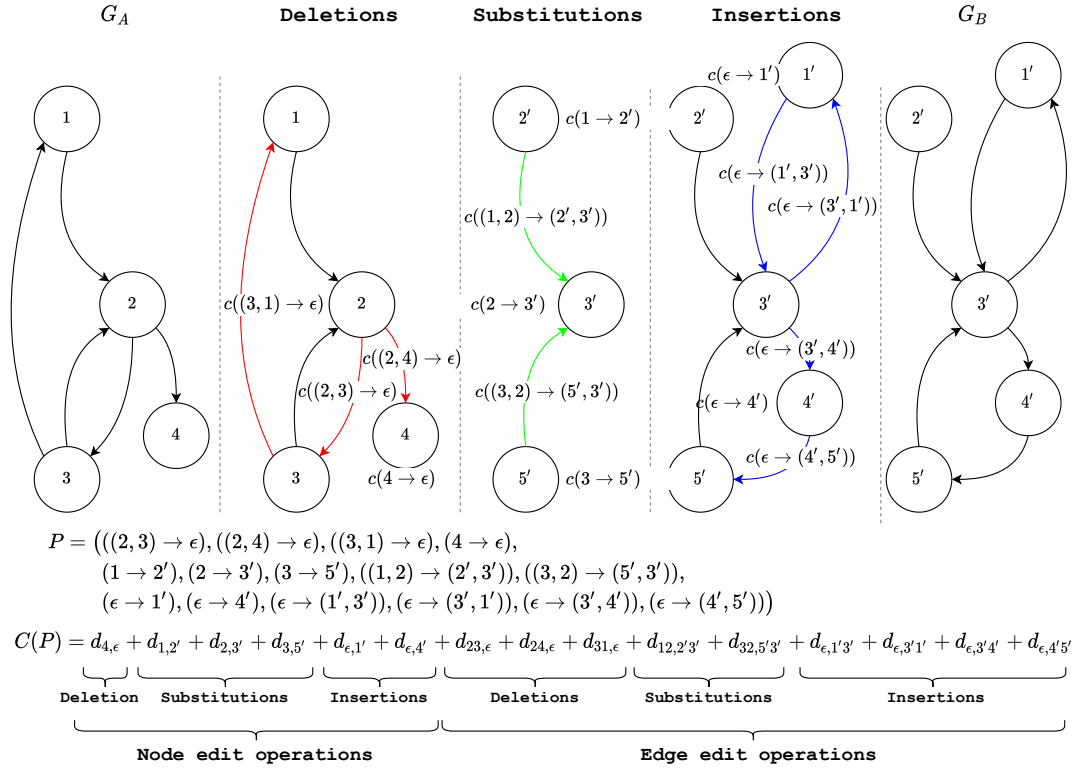 G_A Deletions Substitutions Insertions G_B
1
2
3
4
1
2
3
4
c((3, 1) → ϵ)
c((2, 4) → ϵ)
c((2, 3) → ϵ)
c(4 → ϵ)
2′
c(1 → 2′)
c((1, 2) → (2′, 3′))
c(2 → 3′)
3′
c((3, 2) → (5′, 3′))
5′
c(3 → 5′)
c(ϵ → 1′)
1′
2′
c(ϵ → (1′, 3′))
c(ϵ → (3′, 1′))
3′
c(ϵ → (3′, 4′))
c(ϵ → 4′)
4′
c(ϵ → (4′, 5′))
5′
1′
2′
3′
4′
5′
P = (((2, 3) → ϵ), ((2, 4) → ϵ), ((3, 1) → ϵ), (4 → ϵ),
(1 → 2′), (2 → 3′), (3 → 5′), ((1, 2) → (2′, 3′)), ((3, 2) → (5′, 3′)),
(ϵ → 1′), (ϵ → 4′), (ϵ → (1′, 3′)), (ϵ → (3′, 1′)), (ϵ → (3′, 4′)), (ϵ → (4′, 5′)))
C(P) = d_{4,ϵ} + d_{1,2′} + d_{2,3′} + d_{3,5′} + d_{ϵ,1′} + d_{ϵ,4′} + d_{23,ϵ} + d_{24,ϵ} + d_{31,ϵ} + d_{12,2′3′} + d_{32,5′3′} + d_{ϵ,1′3′} + d_{ϵ,3′1′} + d_{ϵ,3′4′} + d_{ϵ,4′5′}
Deletion Substitutions Insertions Deletions Substitutions Insertions
Node edit operations Edge edit operations